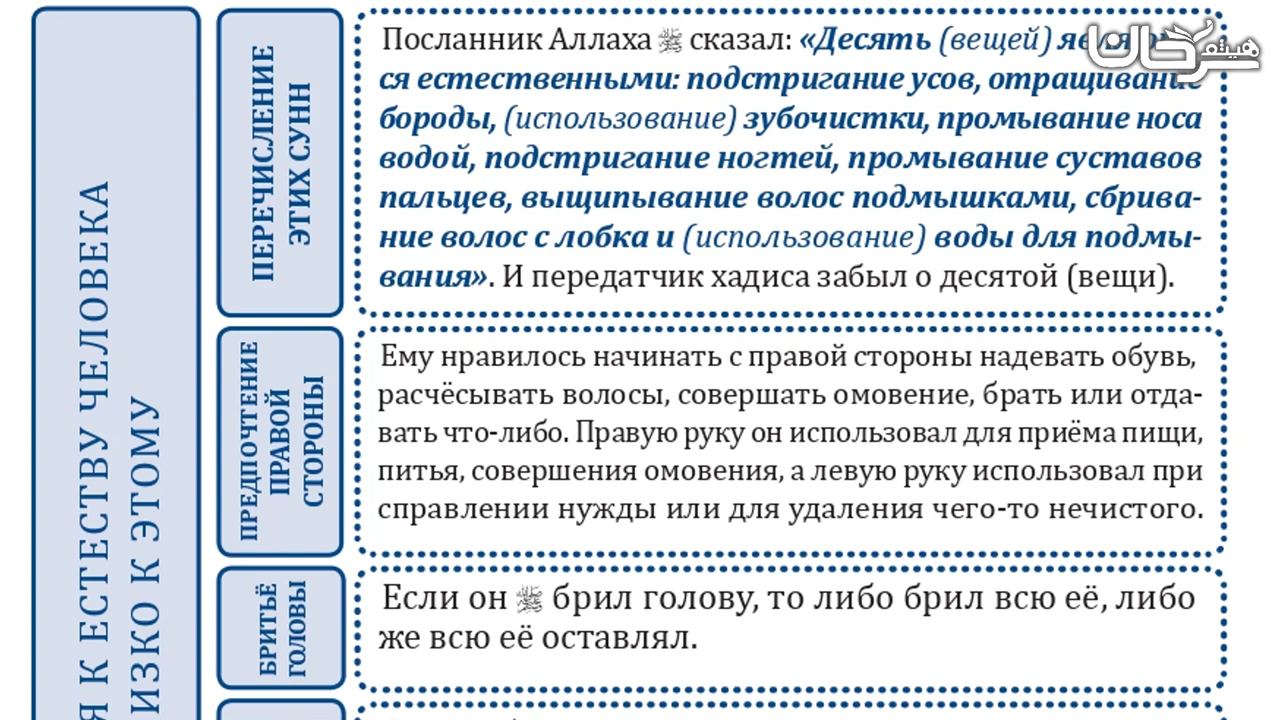 Я К ЕСТЕСТВУ ЧЕЛОВЕКА
ИЗКО К ЭТОМУ
ПЕРЕЧИСЛЕНИЕ
ЭТИХ СУНН
Посланник Аллаха ﷺ сказал: «Десять (вещей)
ся естественными: подстригание усов, отращивание
бороды, (использование) зубочистки, промывание носа
водой, подстригание ногтей, промывание суставов
пальцев, выщипывание волос подмышками, сбрива-
ние волос с лобка и (использование) воды для подмы-
вания». И передатчик хадиса забыл о десятой (вещи).
ПРЕДПОЧТЕНИЕ
ПРАВОЙ
СТОРОНЫ
Ему нравилось начинать с правой стороны надевать обувь,
расчёсывать волосы, совершать омовение, брать или отда-
вать что-либо. Правую руку он использовал для приёма пищи,
питья, совершения омовения, а левую руку использовал при
справлении нужды или для удаления чего-то нечистого.
БРИТЬЁ
ГОЛОВЫ
Если он ﷺ брил голову, то либо брил всю её, либо
же всю её оставлял.